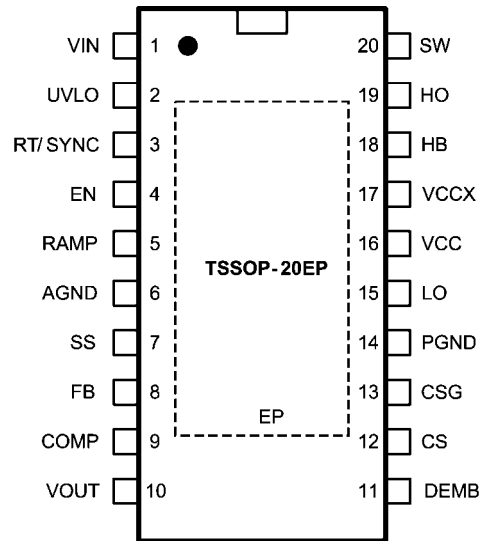 VIN 1 20 SW
UVLO 2 19 HO
RT/SYNC 3 18 HB
EN 4 17 VCCX
RAMP 5 16 VCC
TSSOP-20EP
AGND 6 15 LO
SS 7 14 PGND
FB 8 13 CSG
EP
COMP 9 12 CS
VOUT 10 11 DEMB